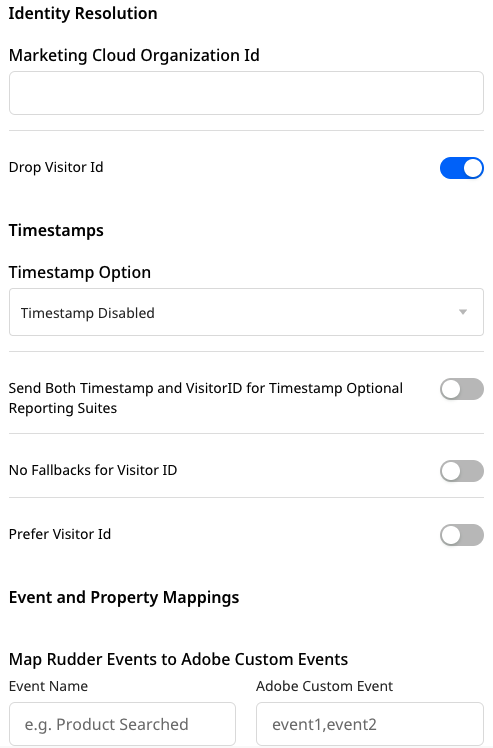 Identity Resolution
Marketing Cloud Organization Id
Drop Visitor Id
Timestamps
Timestamp Option
Timestamp Disabled
Send Both Timestamp and VisitorID for Timestamp Optional
Reporting Suites
No Fallbacks for Visitor ID
Prefer Visitor Id
Event and Property Mappings
Map Rudder Events to Adobe Custom Events
Event Name Adobe Custom Event
e.g. Product Searched event1,event2